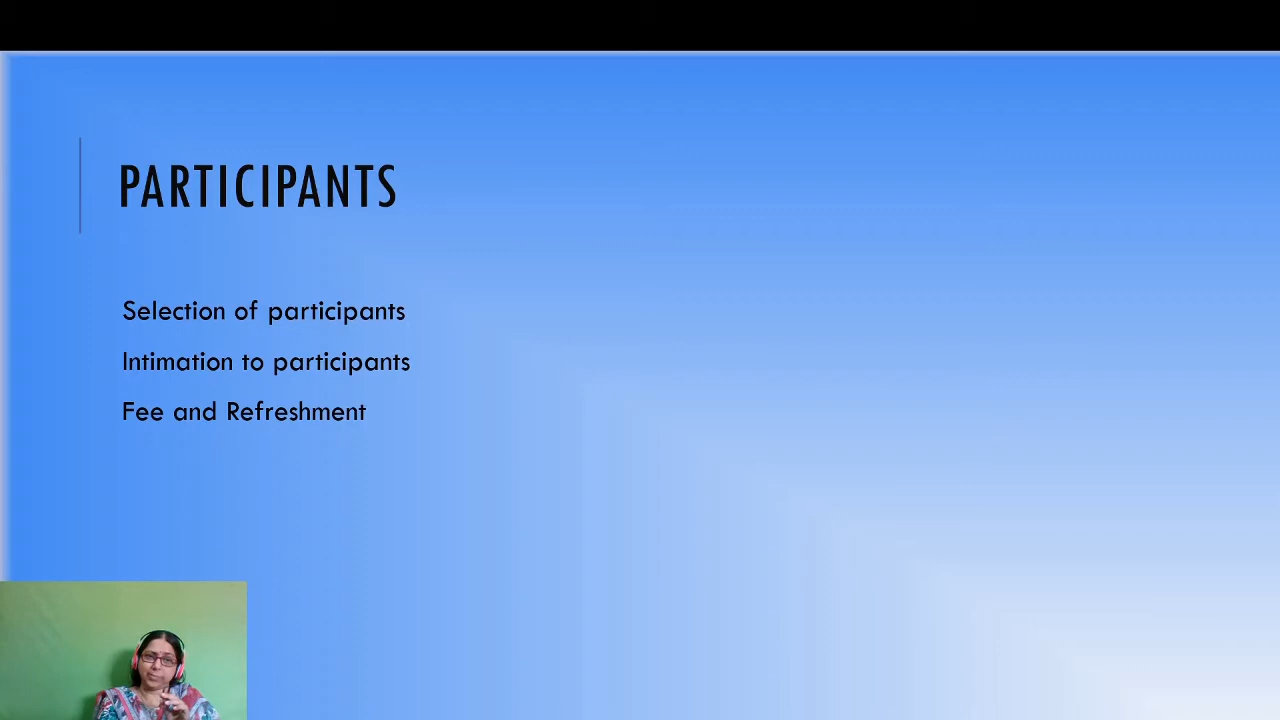 PARTICIPANTS
Selection of participants
Intimation to participants
Fee and Refreshment